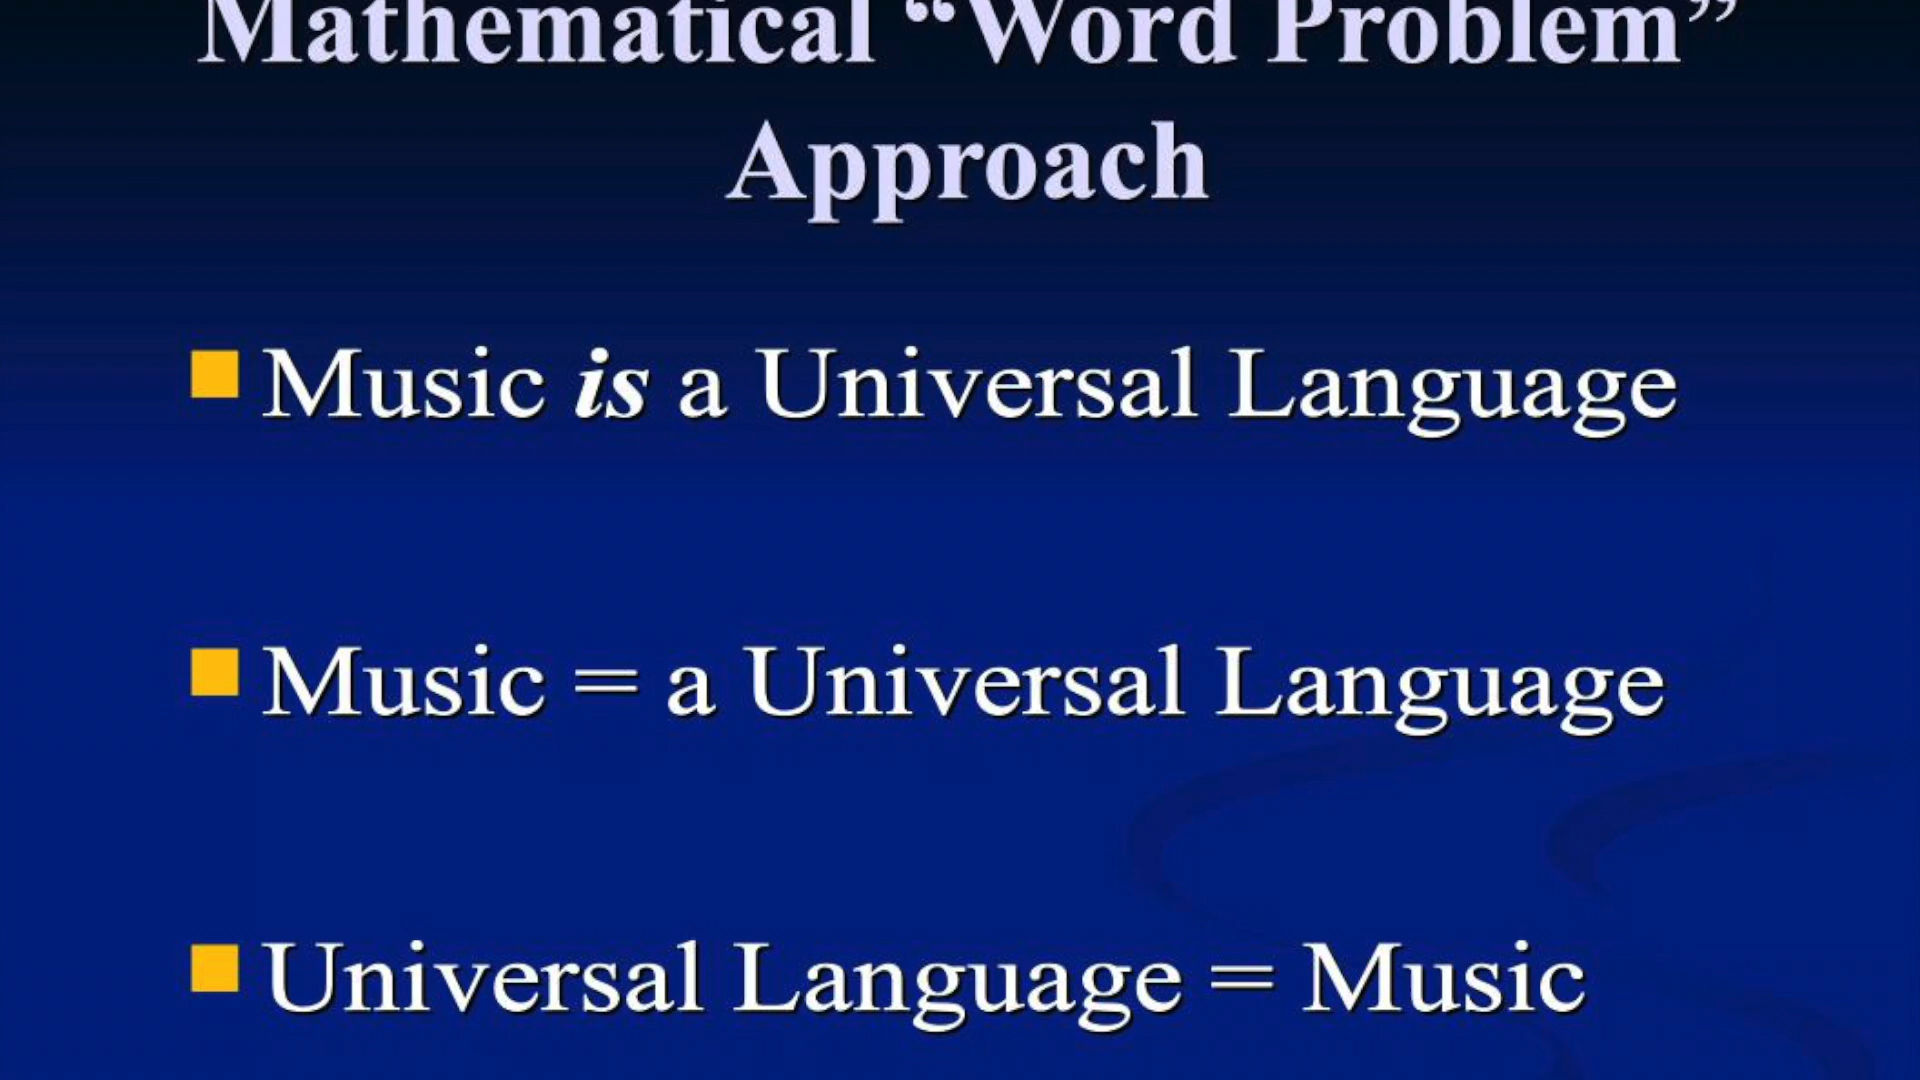 Mathematical “Word Problem”
Approach
Music is a Universal Language
Music = a Universal Language
Universal Language = Music